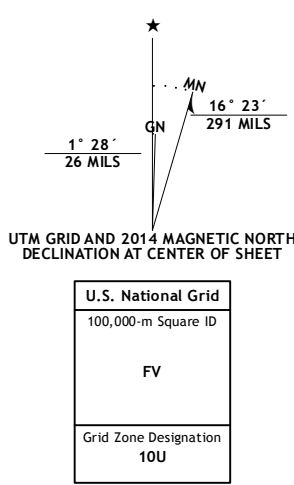 MN
16° 23´
291 MILS
GN
1° 28´
26 MILS
UTM GRID AND 2014 MAGNETIC NORTH
DECLINATION AT CENTER OF SHEET
U.S. National Grid
100,000-m Square ID
FV
Grid Zone Designation
10U